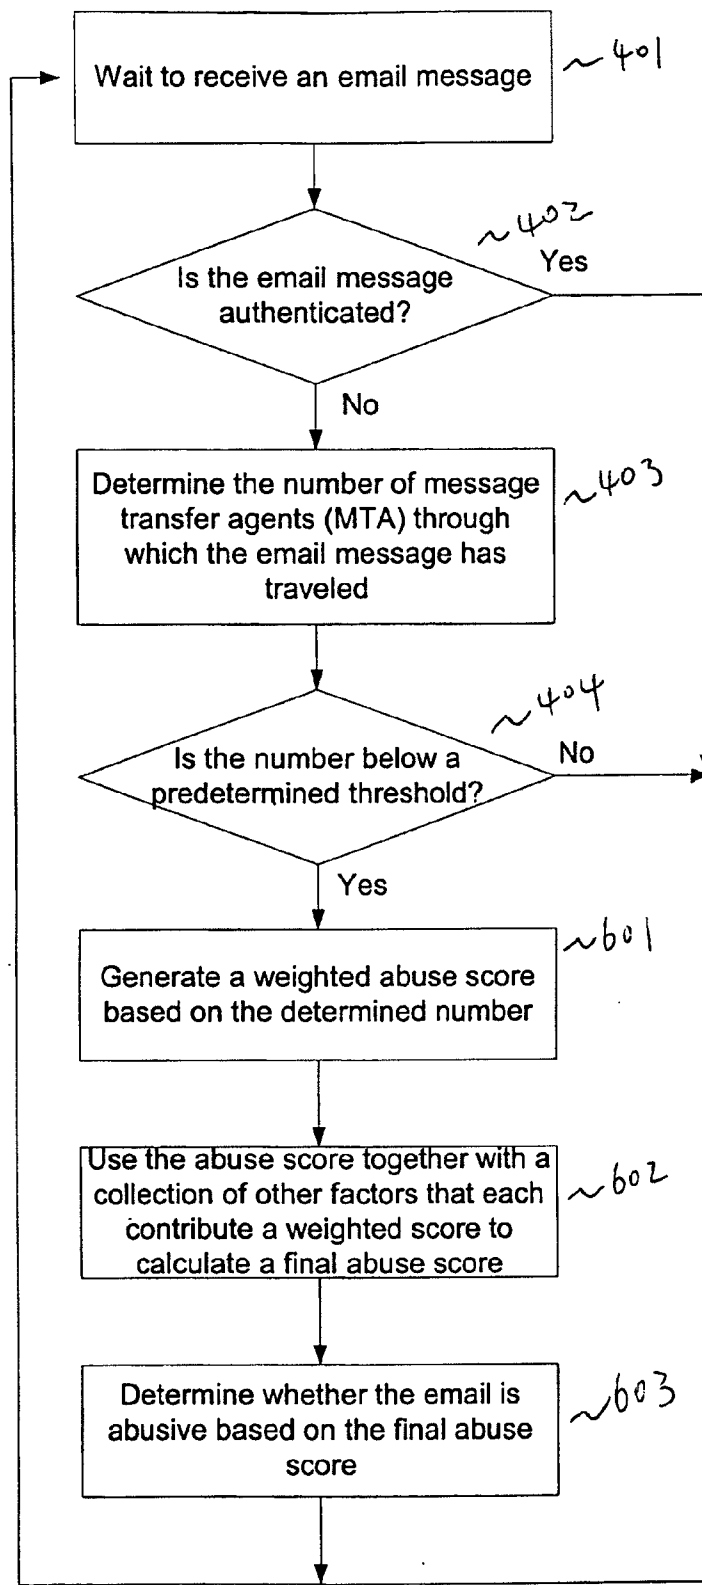 Wait to receive an email message
~401
~402
Is the email message
authenticated?
Yes
No
Determine the number of message
transfer agents (MTA) through
which the email message has
traveled
~403
~404
Is the number below a
predetermined threshold?
No
Yes
~601
Generate a weighted abuse score
based on the determined number
Use the abuse score together with a
collection of other factors that each
contribute a weighted score to
calculate a final abuse score
~602
Determine whether the email is
abusive based on the final abuse
score
~603